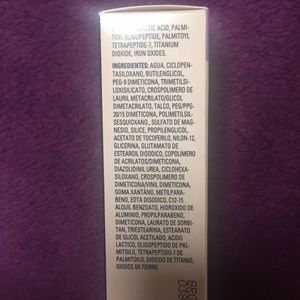 LACTIC ACID, PALMI-
TOYL OLIGOPEPTIDE, PALMITOYL
TETRAPEPTIDE-7, TITANIUM
DIOXIDE, IRON OXIDES.
INGREDIENTES: AGUA, CICLOPEN-
TASILOXANO, BUTILENGLICOL,
PEG-9 DIMETICONA, TRIMETILSI-
LOXISILICATO, CROSPOLIMERO DE
LAURIL METACRILATO/GLICOL
DIMETACRILATO, TALCO, PEG/PPG-
20/15 DIMETICONA, POLIMETILSIL-
SESQUIOXANO, SULFATO DE MAG-
NESIO, SILICE, PROPILENGLICOL,
ACETATO DE TOCOFERILO, NILON-12,
GLICERINA, GLUTAMATO DE
ESTEAROIL DISODICO, COPOLIMERO
DE ACRILATOS/DIMETICONA,
DIAZOLIDINIL UREA, CICLOHEXA-
SILOXANO, CROSPOLIMERO DE
DIMETICONA/VINIL DIMETICONA,
GOMA XANTANO, METILPARABENO,
DIMETICONA, EDTA DISODICO, C12-15
ALQUIL BENZOATO, HIDROXIDO DE
ALUMINIO, PROPILPARABENO,
DIMETICONA, LAURATO DE SORBI-
TAN, TRIESTEARINA, ESTEARATO
DE GLICOL ACETILADO, ACIDO
LACTICO, OLIGOPEPTIDO DE PAL-
MITOILO, TETRAPEPTIDO-7 DE
PALMITOILO, DIOXIDO DE TITANIO,
OXIDOS DE FIERRO.